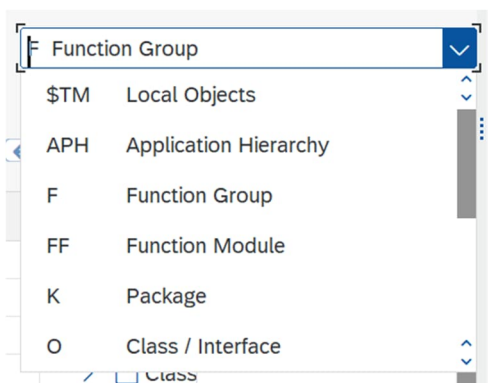 F Function Group
$TM Local Objects
APH Application Hierarchy
F Function Group
FF Function Module
K Package
O Class / Interface
Class